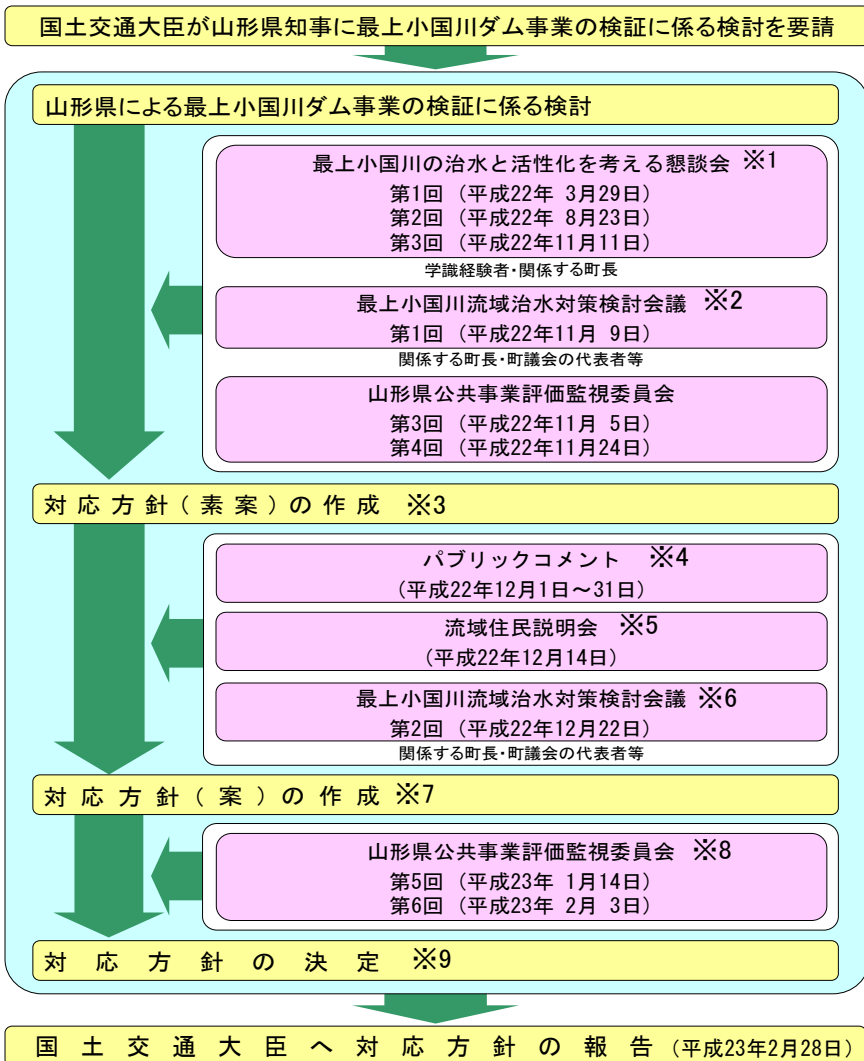 国土交通大臣が山形県知事に最上小国川ダム事業の検証に係る検討を要請
山形県による最上小国川ダム事業の検証に係る検討
最上小国川の治水と活性化を考える懇談会 ※1
第1回 (平成22年 3月29日)
第2回 (平成22年 8月23日)
第3回 (平成22年11月11日)
学識経験者・関係する町長
最上小国川流域治水対策検討会議 ※2
第1回 (平成22年11月 9日)
関係する町長・町議会の代表者等
山形県公共事業評価監視委員会
第3回 (平成22年11月 5日)
第4回 (平成22年11月24日)
対応方針(素案)の作成 ※3
パブリックコメント ※4
(平成22年12月1日～31日)
流域住民説明会 ※5
(平成22年12月14日)
最上小国川流域治水対策検討会議 ※6
第2回 (平成22年12月22日)
関係する町長・町議会の代表者等
対応方針(案)の作成※7
山形県公共事業評価監視委員会 ※8
第5回 (平成23年 1月14日)
第6回 (平成23年 2月 3日)
対応方針の決定 ※9
国土交通大臣へ対応方針の報告(平成23年2月28日)